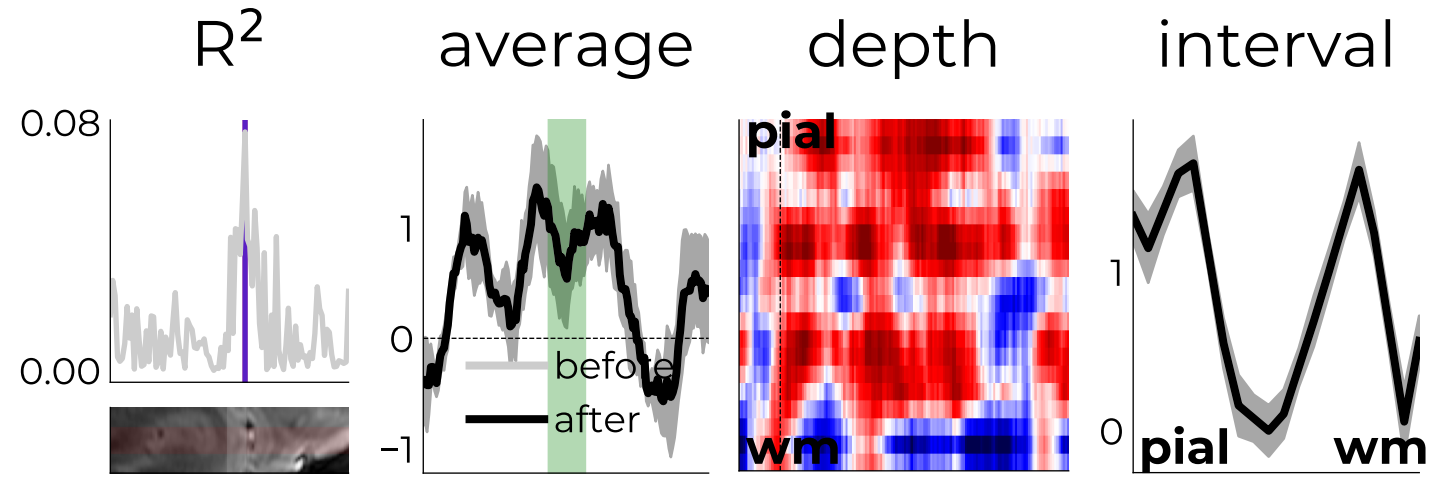 R²
average
depth
interval
0.08
0.00
1
0
−1
before
after
pial
wm
1
0
pial
wm